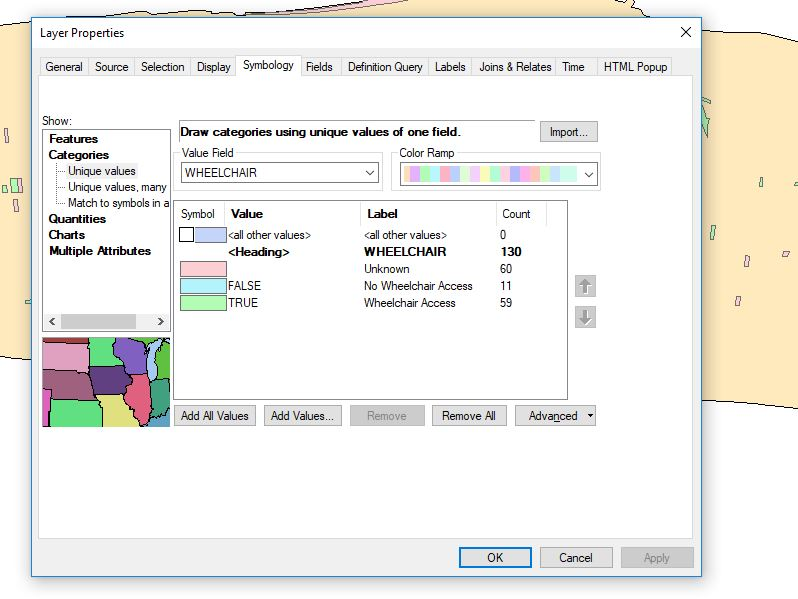 Layer Properties
General Source Selection Display Symbology Fields Definition Query Labels Joins & Relates Time HTML Popup
Show:
Features
Categories
Unique values
Unique values, many
Match to symbols in a
Quantities
Charts
Multiple Attributes
Draw categories using unique values of one field.
Import...
Value Field
WHEELCHAIR
Color Ramp
Symbol Value Label Count
<all other values> <all other values> 0
<Heading> WHEELCHAIR 130
Unknown 60
FALSE No Wheelchair Access 11
TRUE Wheelchair Access 59
Add All Values Add Values... Remove Remove All Advanced
OK Cancel Apply